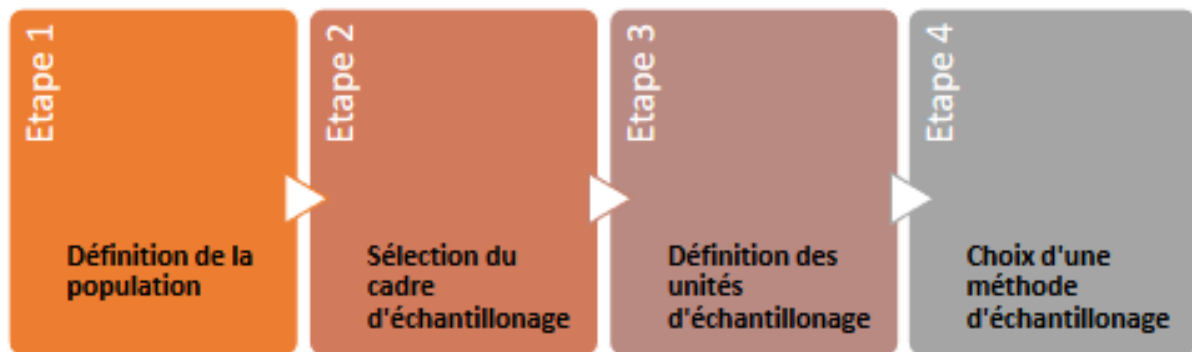 Etape 1
Définition de la
population
Etape 2
Sélection du
cadre
d'échantillonage
Etape 3
Définition des
unités
d'échantillonage
Etape 4
Choix d'une
méthode
d'échantillonage